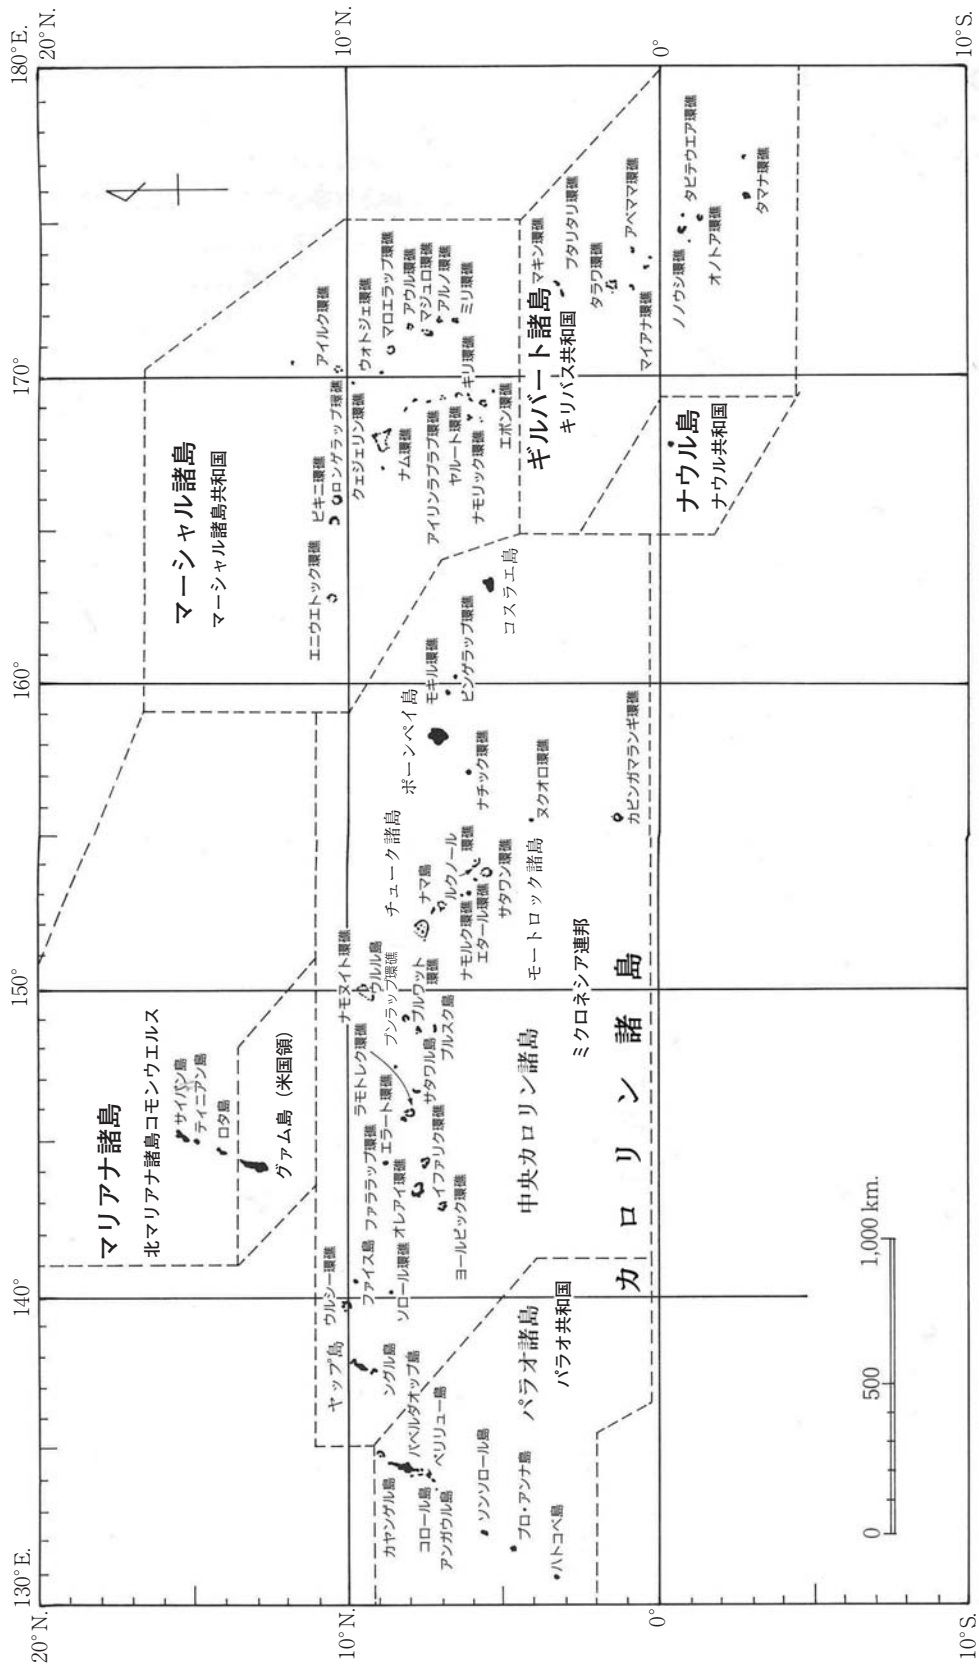 20°N.
10°N.
0°
10°S.
130°E.
140°
150°
160°
170°
180°E.
20°N.
10°N.
0°
10°S.
マリアナ諸島
北マリアナ諸島コモンウエルス
サイパン島
ティニアン島
ロタ島
グァム島（米国領）
マーシャル諸島
マーシャル諸島共和国
エニウエトック環礁
ビキニ環礁
ロンゲラップ環礁
アイルク環礁
クェジェリン環礁
ウォトジェ環礁
マロエラップ環礁
アウル環礁
マジュロ環礁
アルノ環礁
ミリ環礁
ナム環礁
アイリンラプラプ環礁
ヤルート環礁
キリ環礁
ナモリック環礁
エボン環礁
ギルバート諸島
キリバス共和国
マキン環礁
ブタリタリ環礁
タラワ環礁
アベママ環礁
マイアナ環礁
ノノウシ環礁
タビテウエア環礁
オノトア環礁
タマナ環礁
ナウル島
ナウル共和国
カロリン諸島
ミクロネシア連邦
中央カロリン諸島
ヤップ島
ウルシー環礁
ングル島
ファイス島
ソロール環礁
ファララップ環礁
オレアイ環礁
ヨールピック環礁
イファリク環礁
エラート環礁
ラモトレク環礁
サタワル島
ナモヌイト環礁
ウルル島
プンラップ環礁
プルワット
環礁
プルスク島
チューク諸島
ナマ島
ルクノール
環礁
ナモルク環礁
エタール環礁
サタワン環礁
モートロック諸島
ポーンペイ島
ナチック環礁
ヌクオロ環礁
モキル環礁
ピンゲラップ環礁
コスラエ島
カピンガマランギ環礁
パラオ諸島
パラオ共和国
カヤンゲル島
バベルダオップ島
コロール島
ペリリュー島
アンガウル島
ソンソロール島
プロ・アンナ島
ハトコベ島
0
500
1,000 km.